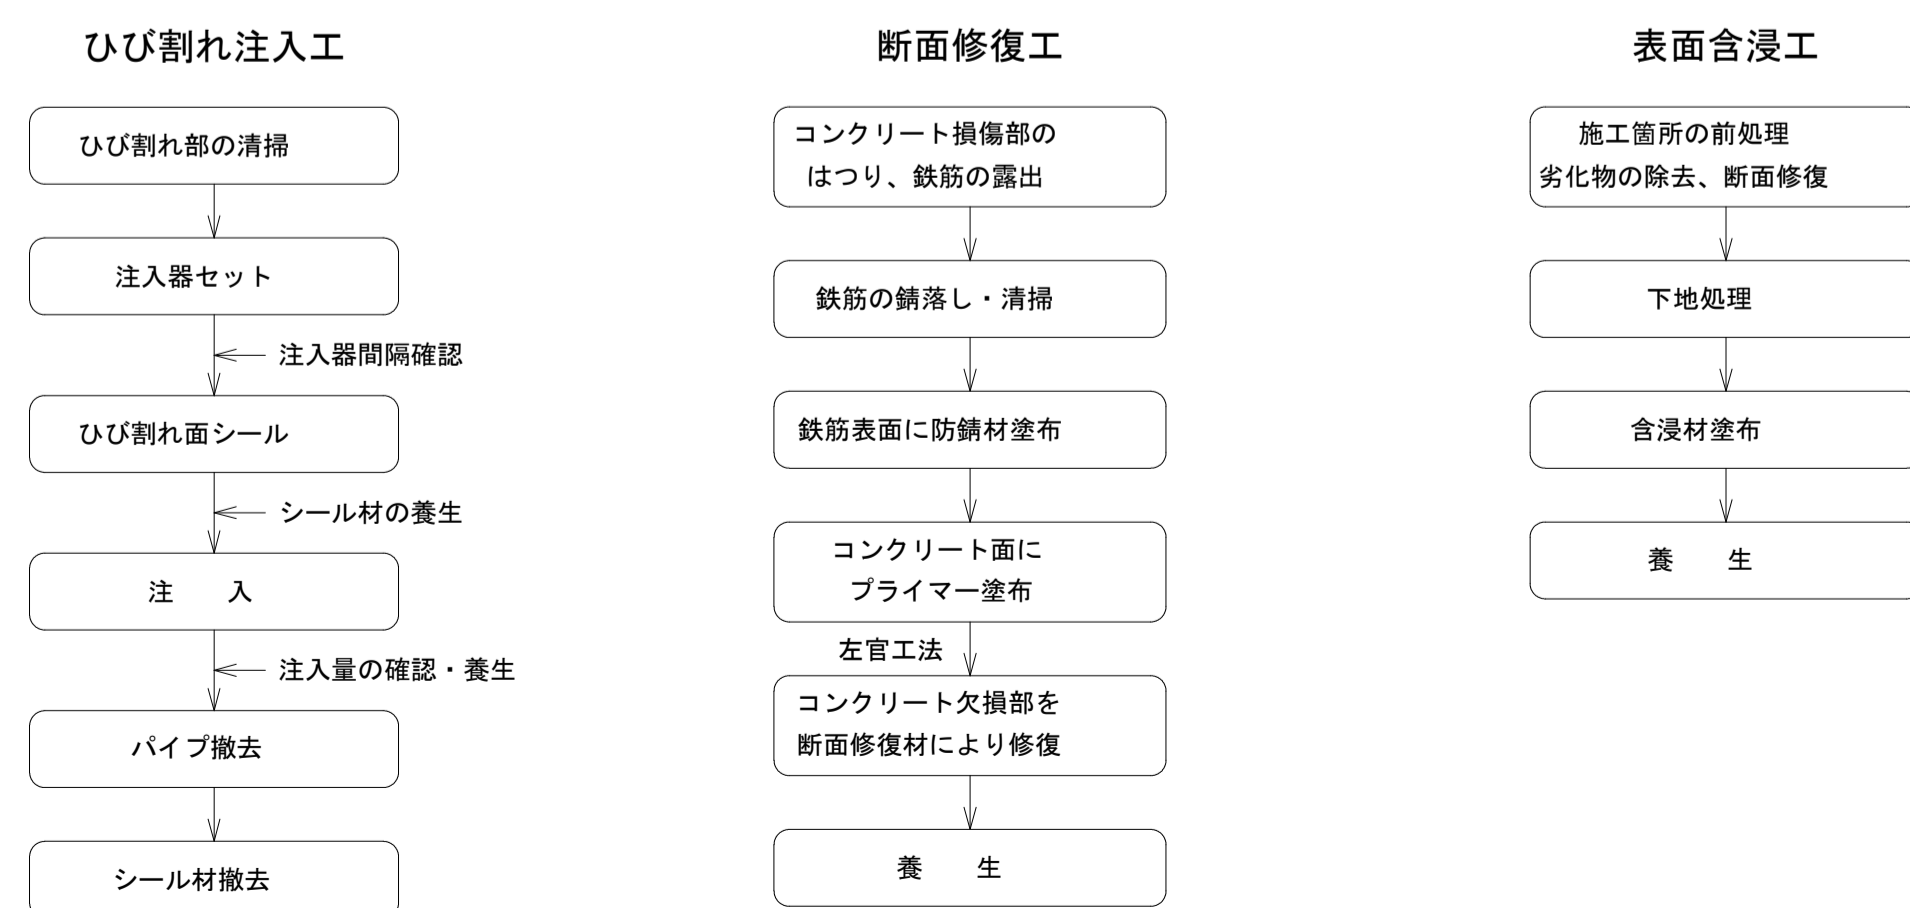 ひび割れ注入工
ひび割れ部の清掃
注入器セット
注入器間隔確認
ひび割れ面シール
シール材の養生
注　入
注入量の確認・養生
パイプ撤去
シール材撤去
断面修復工
コンクリート損傷部の
はつり、鉄筋の露出
鉄筋の錆落し・清掃
鉄筋表面に防錆材塗布
コンクリート面に
プライマー塗布
左官工法
コンクリート欠損部を
断面修復材により修復
養　生
表面含浸工
施工箇所の前処理
劣化物の除去、断面修復
下地処理
含浸材塗布
養　生